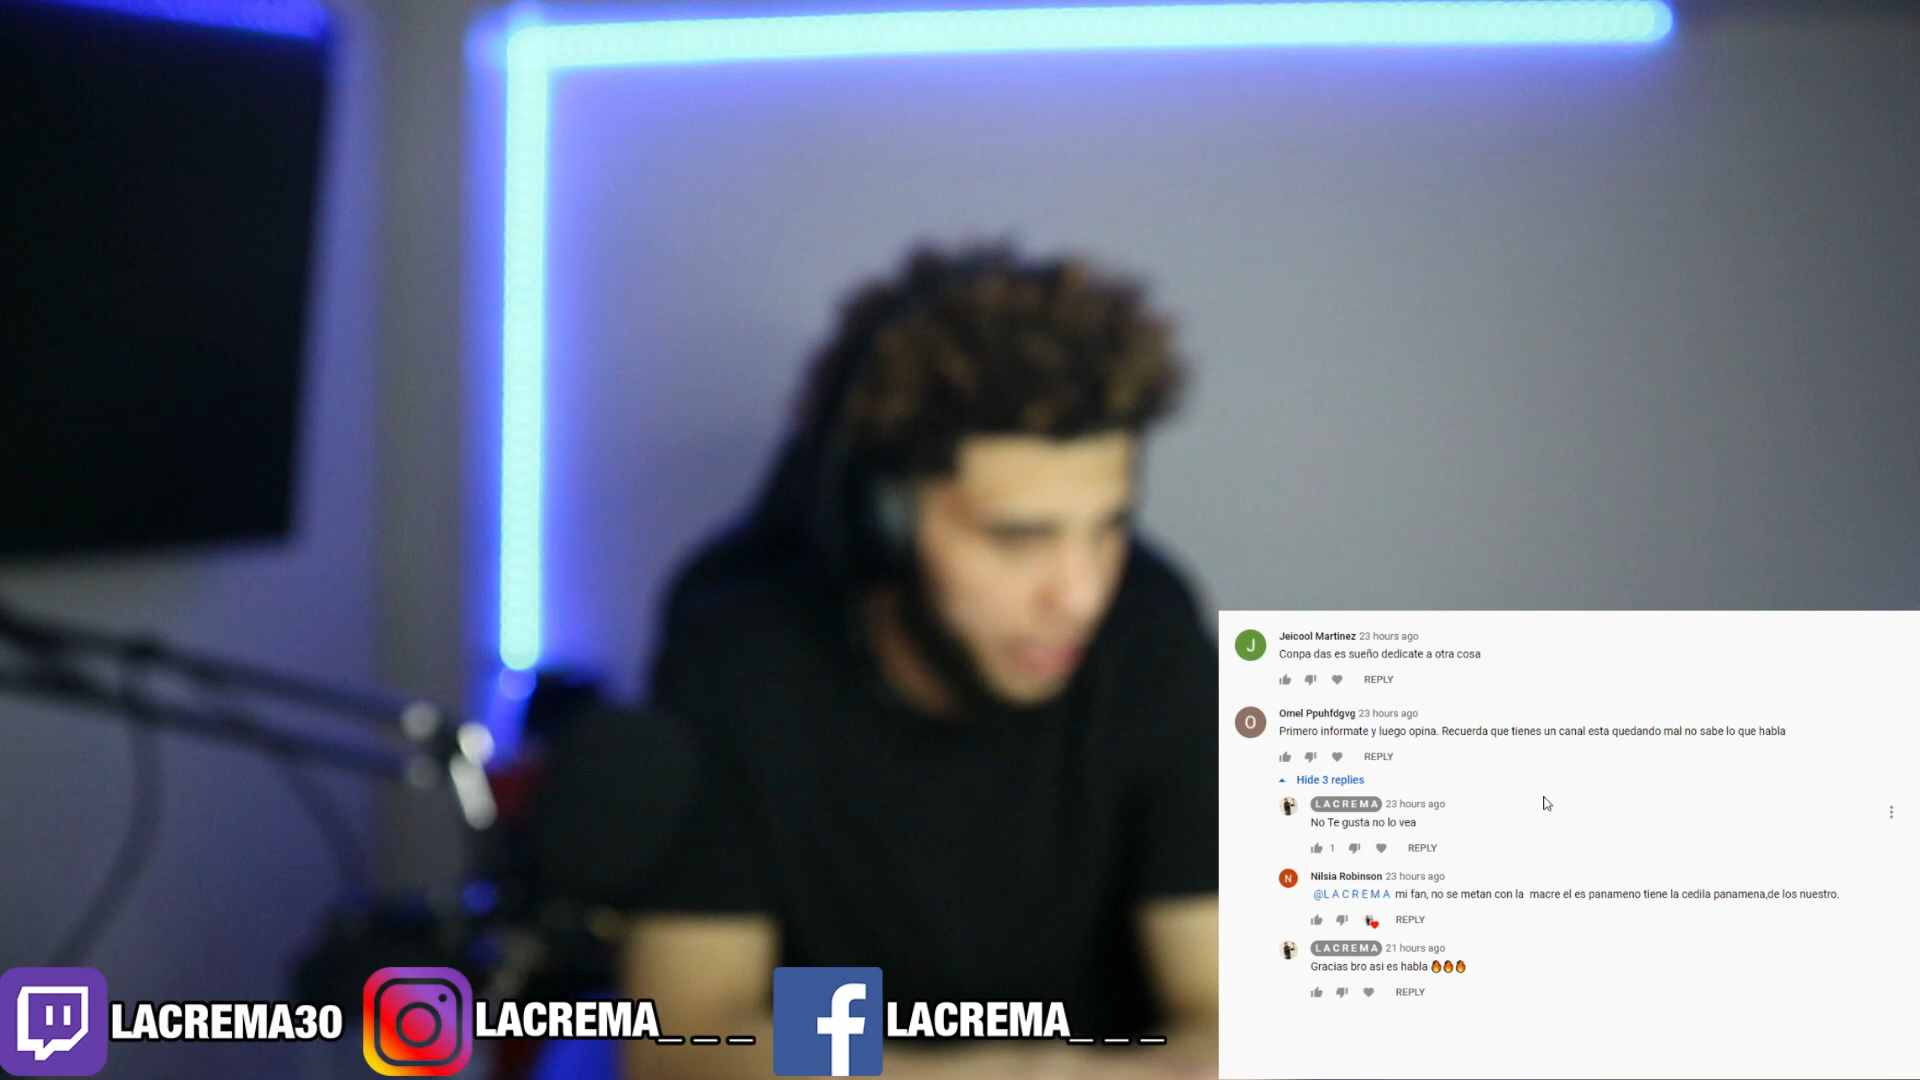 Jeicool Martinez 23 hours ago
Conpa das es sueño dedicate a otra cosa
REPLY
Omel Ppuhfdgvg 23 hours ago
Primero informate y luego opina. Recuerda que tienes un canal esta quedando mal no sabe lo que habla
REPLY
Hide 3 replies
L A C R E M A 23 hours ago
No Te gusta no lo vea
1 REPLY
Nilsia Robinson 23 hours ago
@L A C R E M A mi fan, no se metan con la macre el es panameno tiene la cedila panamena,de los nuestro.
REPLY
L A C R E M A 21 hours ago
Gracias bro asi es habla 🔥🔥🔥
REPLY
J
O
N
LACREMA30 LACREMA_ _ _ LACREMA_ _ _